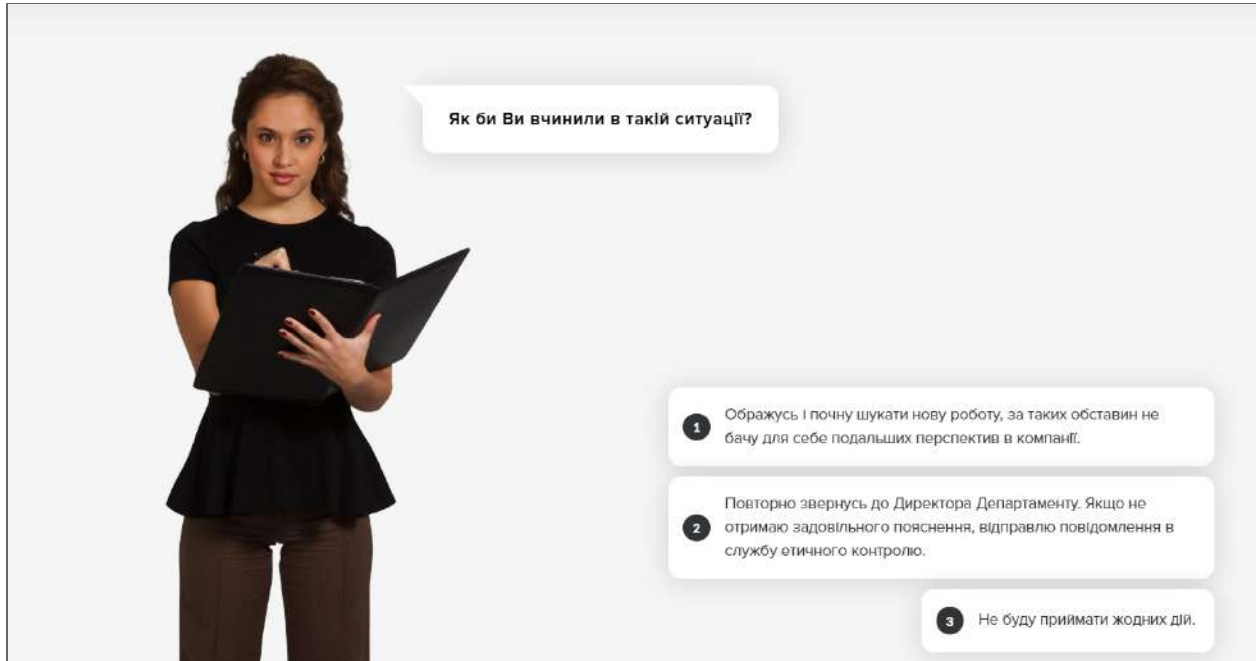 Як би Ви вчинили в такій ситуації?
1
Ображусь і почну шукати нову роботу, за таких обставин не
бачу для себе подальших перспектив в компанії.
2
Повторно звернусь до Директора Департаменту. Якщо не
отримаю задовільного пояснення, відправлю повідомлення в
службу етичного контролю.
3
Не буду приймати жодних дій.